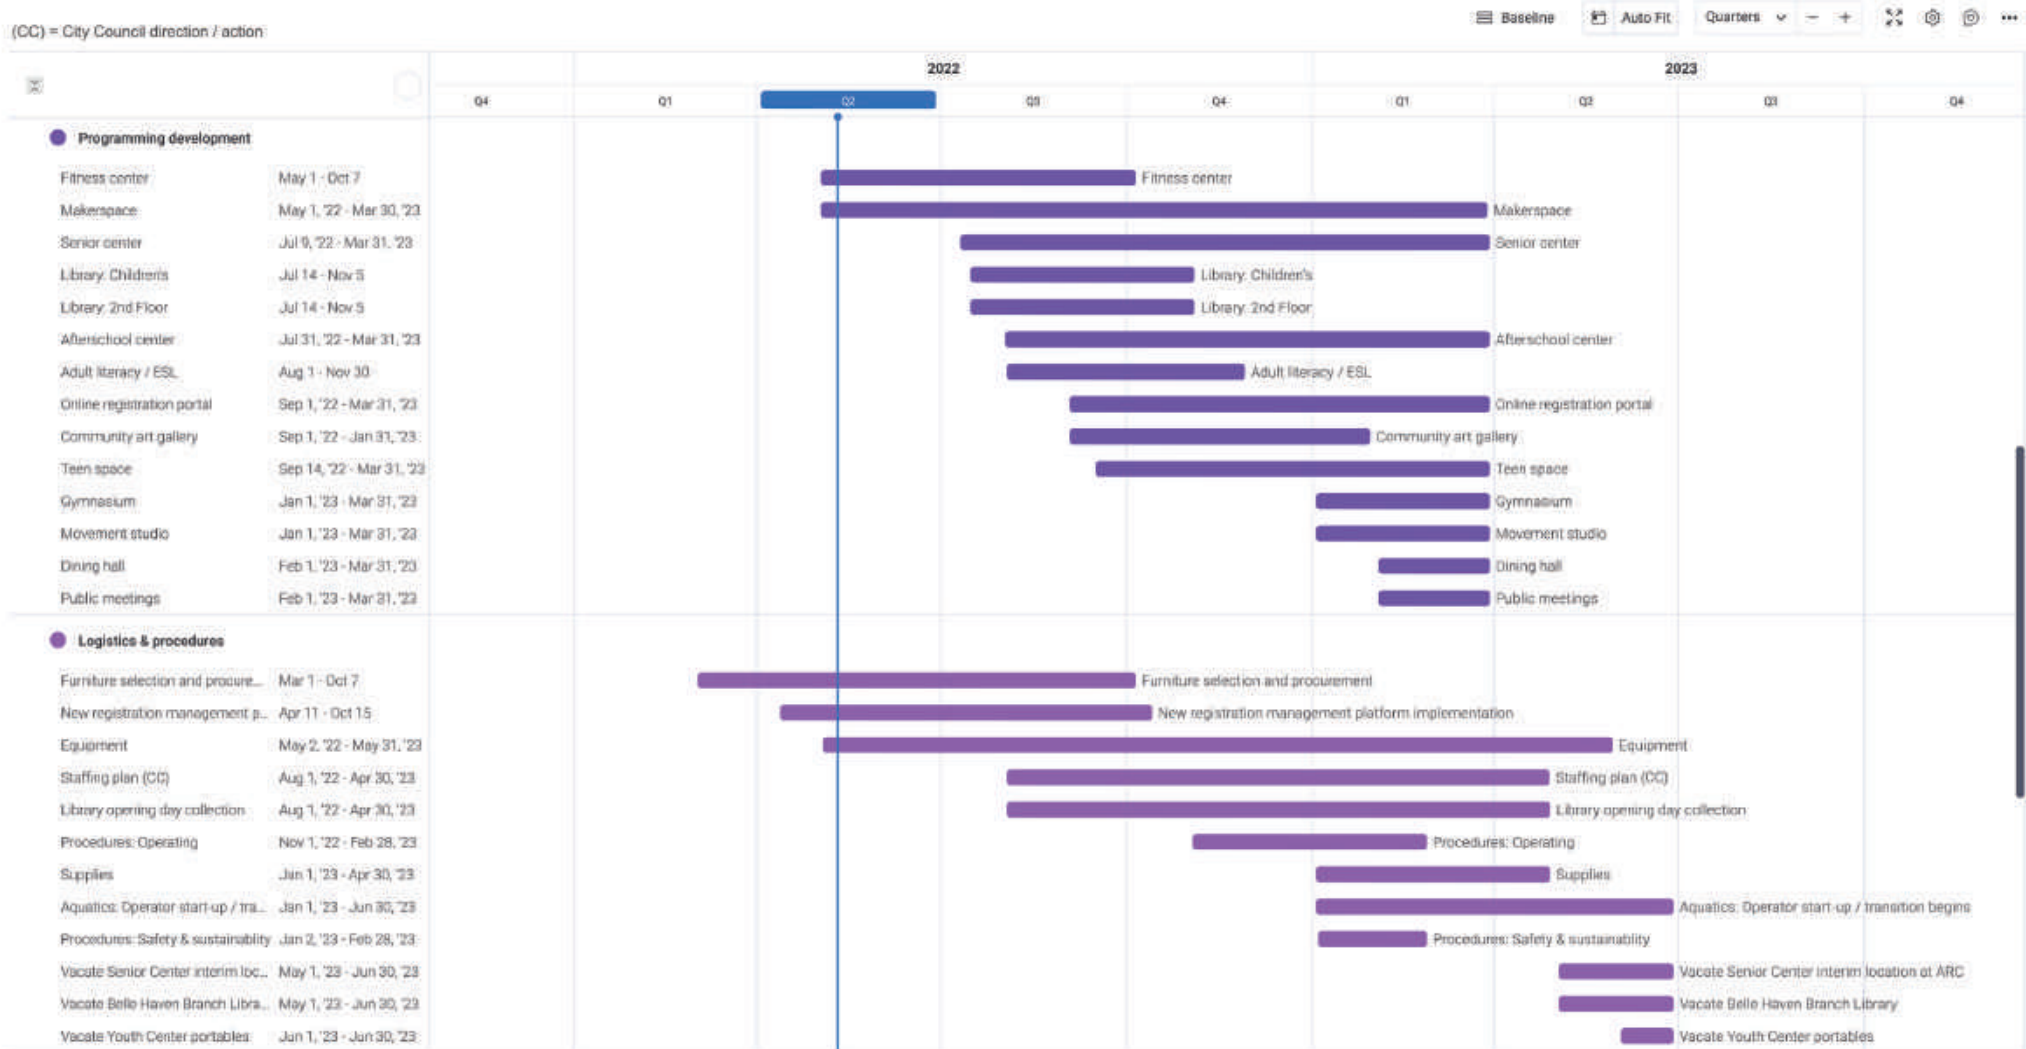 (CC) = City Council direction / action
Baseline Auto Fit Quarters − +
2022 2023
Q4 Q1 Q2 Q3 Q4 Q1 Q2 Q3 Q4
Programming development
Fitness center May 1 - Oct 7 Fitness center
Makerspace May 1, '22 - Mar 30, '23 Makerspace
Senior center Jul 9, '22 - Mar 31, '23 Senior center
Library: Children's Jul 14 - Nov 5 Library: Children's
Library: 2nd Floor Jul 14 - Nov 5 Library: 2nd Floor
Afterschool center Jul 31, '22 - Mar 31, '23 Afterschool center
Adult literacy / ESL Aug 1 - Nov 30 Adult literacy / ESL
Online registration portal Sep 1, '22 - Mar 31, '23 Online registration portal
Community art gallery Sep 1, '22 - Jan 31, '23 Community art gallery
Teen space Sep 14, '22 - Mar 31, '23 Teen space
Gymnasium Jan 1, '23 - Mar 31, '23 Gymnasium
Movement studio Jan 1, '23 - Mar 31, '23 Movement studio
Dining hall Feb 1, '23 - Mar 31, '23 Dining hall
Public meetings Feb 1, '23 - Mar 31, '23 Public meetings
Logistics & procedures
Furniture selection and procure... Mar 1 - Oct 7 Furniture selection and procurement
New registration management p... Apr 11 - Oct 15 New registration management platform implementation
Equipment May 2, '22 - May 31, '23 Equipment
Staffing plan (CC) Aug 1, '22 - Apr 30, '23 Staffing plan (CC)
Library opening day collection Aug 1, '22 - Apr 30, '23 Library opening day collection
Procedures: Operating Nov 1, '22 - Feb 28, '23 Procedures: Operating
Supplies Jan 1, '23 - Apr 30, '23 Supplies
Aquatics: Operator start-up / tra... Jan 1, '23 - Jun 30, '23 Aquatics: Operator start-up / transition begins
Procedures: Safety & sustainablity Jan 2, '23 - Feb 28, '23 Procedures: Safety & sustainablity
Vacate Senior Center interim loc... May 1, '23 - Jun 30, '23 Vacate Senior Center interim location at ARC
Vacate Belle Haven Branch Libra... May 1, '23 - Jun 30, '23 Vacate Belle Haven Branch Library
Vacate Youth Center portables Jun 1, '23 - Jun 30, '23 Vacate Youth Center portables